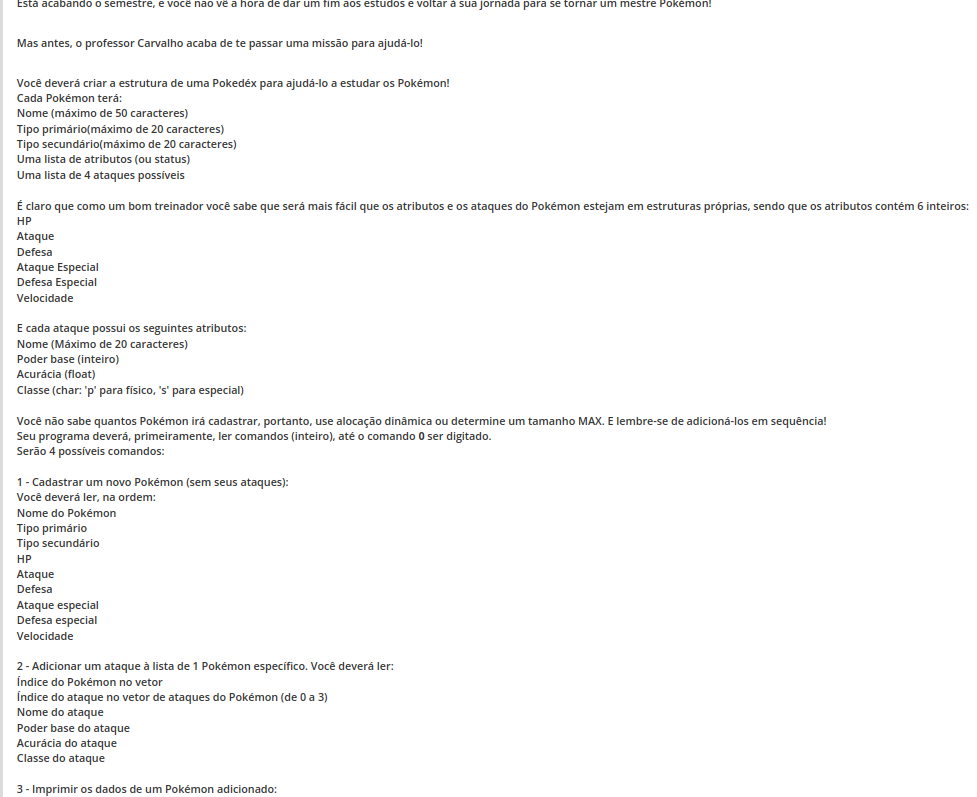 Está acabando o semestre, e você não vê a hora de dar um fim aos estudos e voltar à sua jornada para se tornar um mestre Pokémon!
Mas antes, o professor Carvalho acaba de te passar uma missão para ajudá-lo!
Você deverá criar a estrutura de uma Pokedéx para ajudá-lo a estudar os Pokémon!
Cada Pokémon terá:
Nome (máximo de 50 caracteres)
Tipo primário(máximo de 20 caracteres)
Tipo secundário(máximo de 20 caracteres)
Uma lista de atributos (ou status)
Uma lista de 4 ataques possíveis
É claro que como um bom treinador você sabe que será mais fácil que os atributos e os ataques do Pokémon estejam em estruturas próprias, sendo que os atributos contém 6 inteiros:
HP
Ataque
Defesa
Ataque Especial
Defesa Especial
Velocidade
E cada ataque possui os seguintes atributos:
Nome (Máximo de 20 caracteres)
Poder base (inteiro)
Acurácia (float)
Classe (char: 'p' para físico, 's' para especial)
Você não sabe quantos Pokémon irá cadastrar, portanto, use alocação dinâmica ou determine um tamanho MAX. E lembre-se de adicioná-los em sequência!
Seu programa deverá, primeiramente, ler comandos (inteiro), até o comando 0 ser digitado.
Serão 4 possíveis comandos:
1 - Cadastrar um novo Pokémon (sem seus ataques):
Você deverá ler, na ordem:
Nome do Pokémon
Tipo primário
Tipo secundário
HP
Ataque
Defesa
Ataque especial
Defesa especial
Velocidade
2 - Adicionar um ataque à lista de 1 Pokémon específico. Você deverá ler:
Índice do Pokémon no vetor
Índice do ataque no vetor de ataques do Pokémon (de 0 a 3)
Nome do ataque
Poder base do ataque
Acurácia do ataque
Classe do ataque
3 - Imprimir os dados de um Pokémon adicionado: